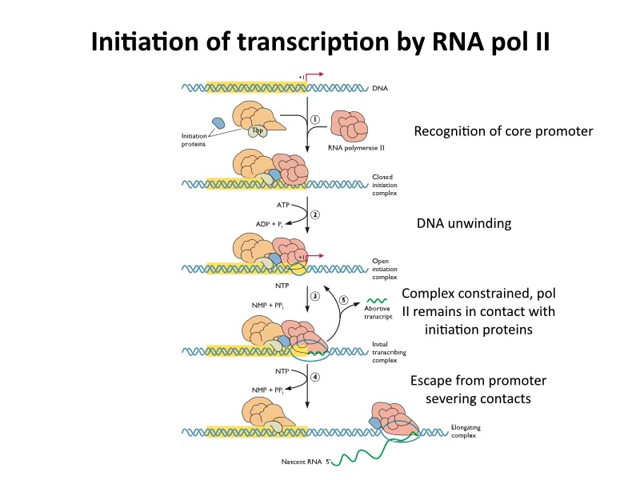 Initiation of transcription by RNA pol II
+1
DNA
Initiation
proteins
Tbp
①
RNA polymerase II
Recognition of core promoter
Closed
initiation
complex
ATP
②
ADP + Pi
DNA unwinding
+1
Open
initiation
complex
NTP
③
⑤
NMP + PPi
Abortive
transcript
Complex constrained, pol
II remains in contact with
initiation proteins
Initial
transcribing
complex
NTP
④
NMP + PPi
Escape from promoter
severing contacts
Elongating
complex
Nascent RNA 5'